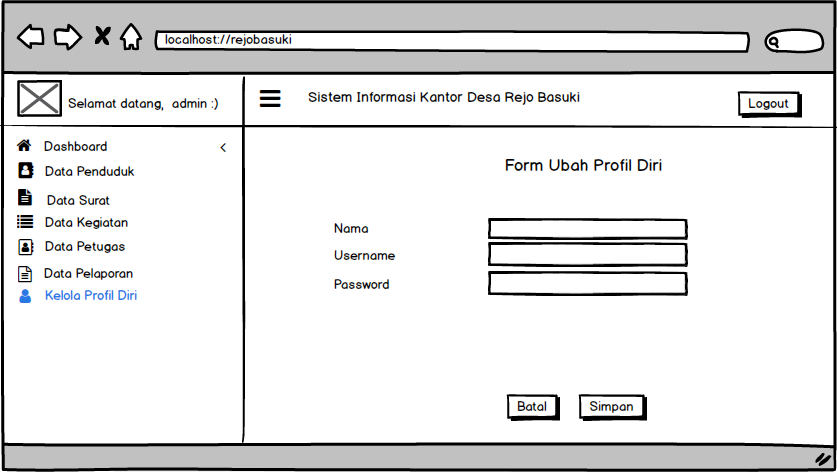 localhost://rejobasuki
Selamat datang, admin :)
Sistem Informasi Kantor Desa Rejo Basuki
Logout
Dashboard
Data Penduduk
Data Surat
Data Kegiatan
Data Petugas
Data Pelaporan
Kelola Profil Diri
Form Ubah Profil Diri
Nama
Username
Password
Batal
Simpan